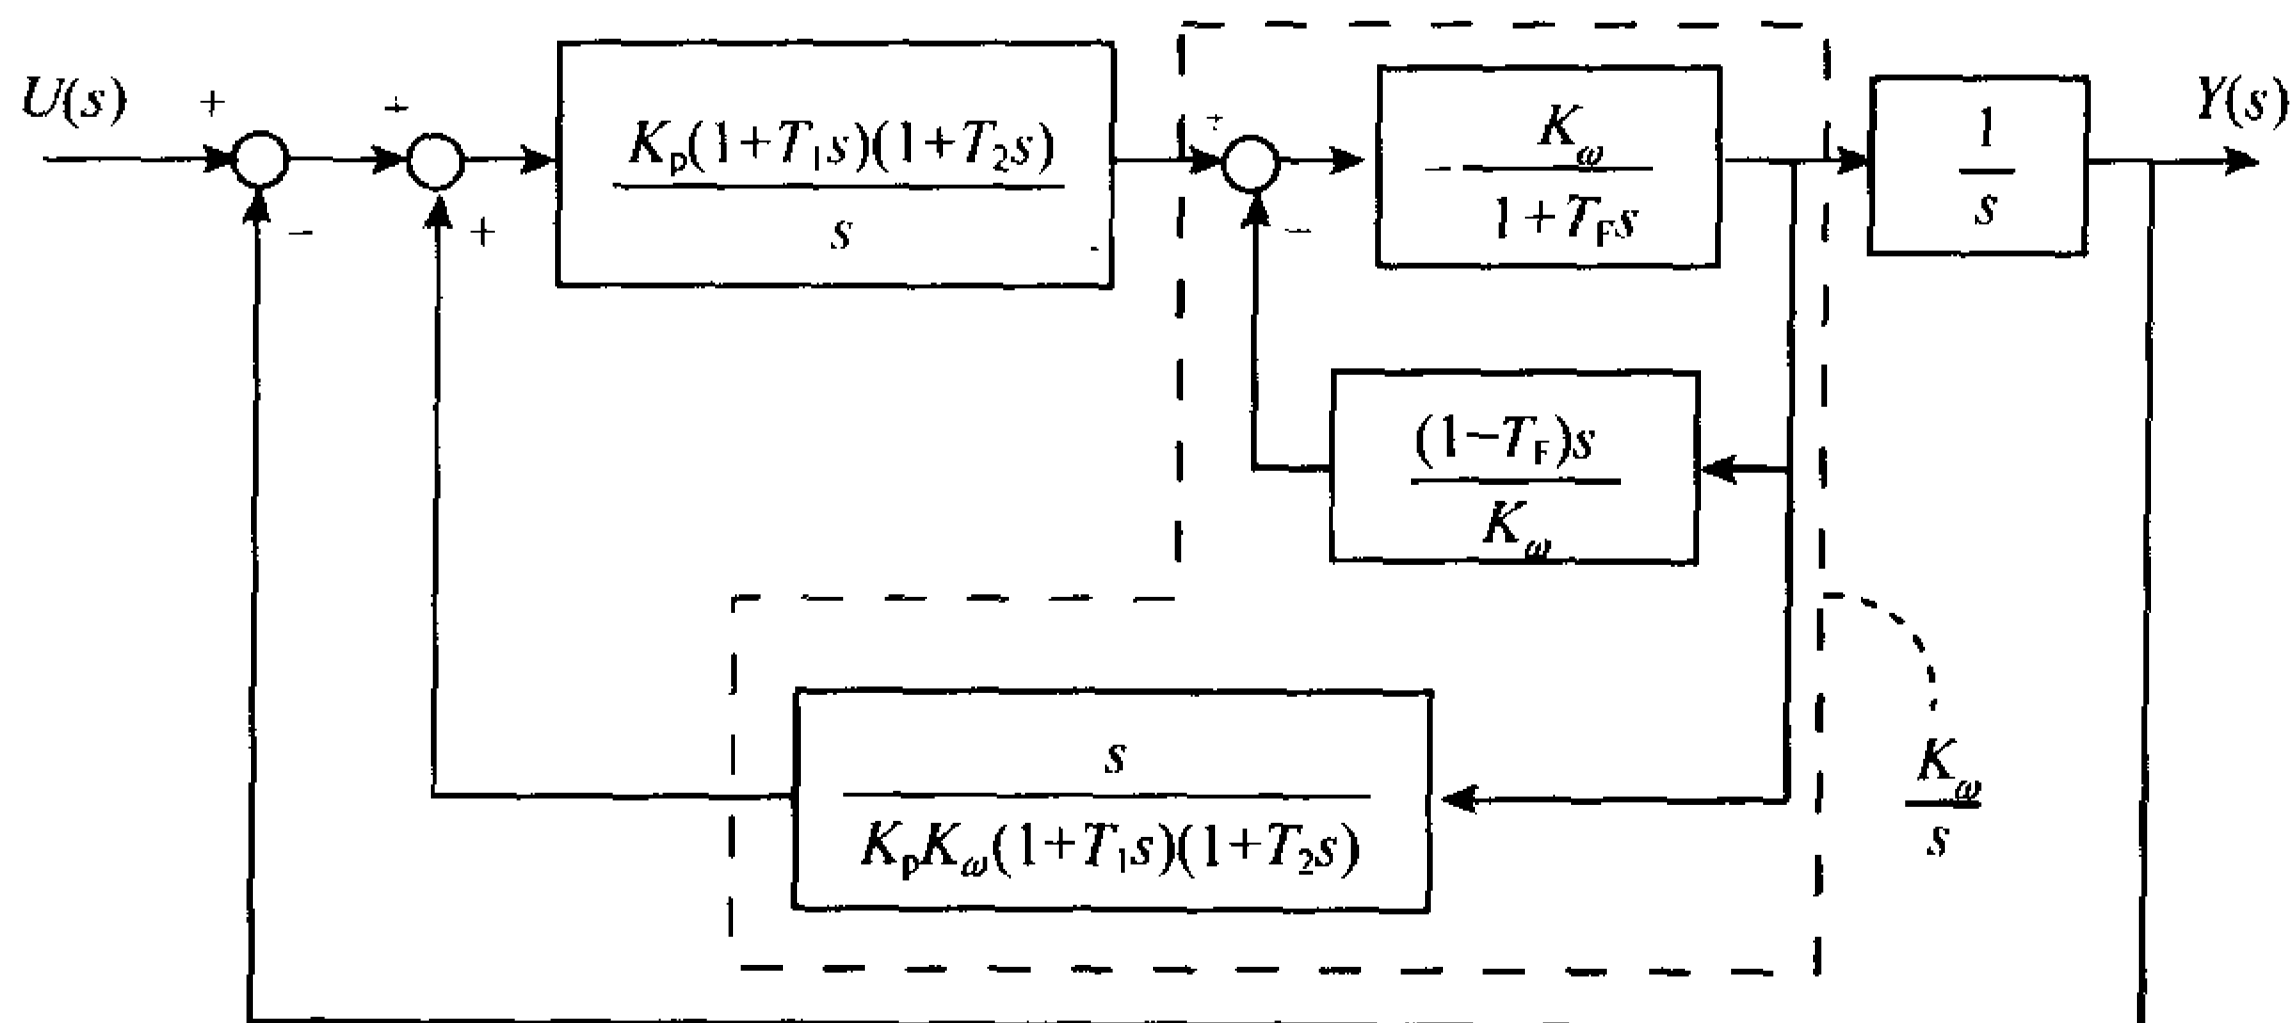 U(s)
+
+
K_p(1+T_1s)(1+T_2s)
s
+
K_ω
1+T_Fs
1
s
Y(s)
−
+
−
(1−T_F)s
K_ω
s
K_pK_ω(1+T_1s)(1+T_2s)
K_ω
s